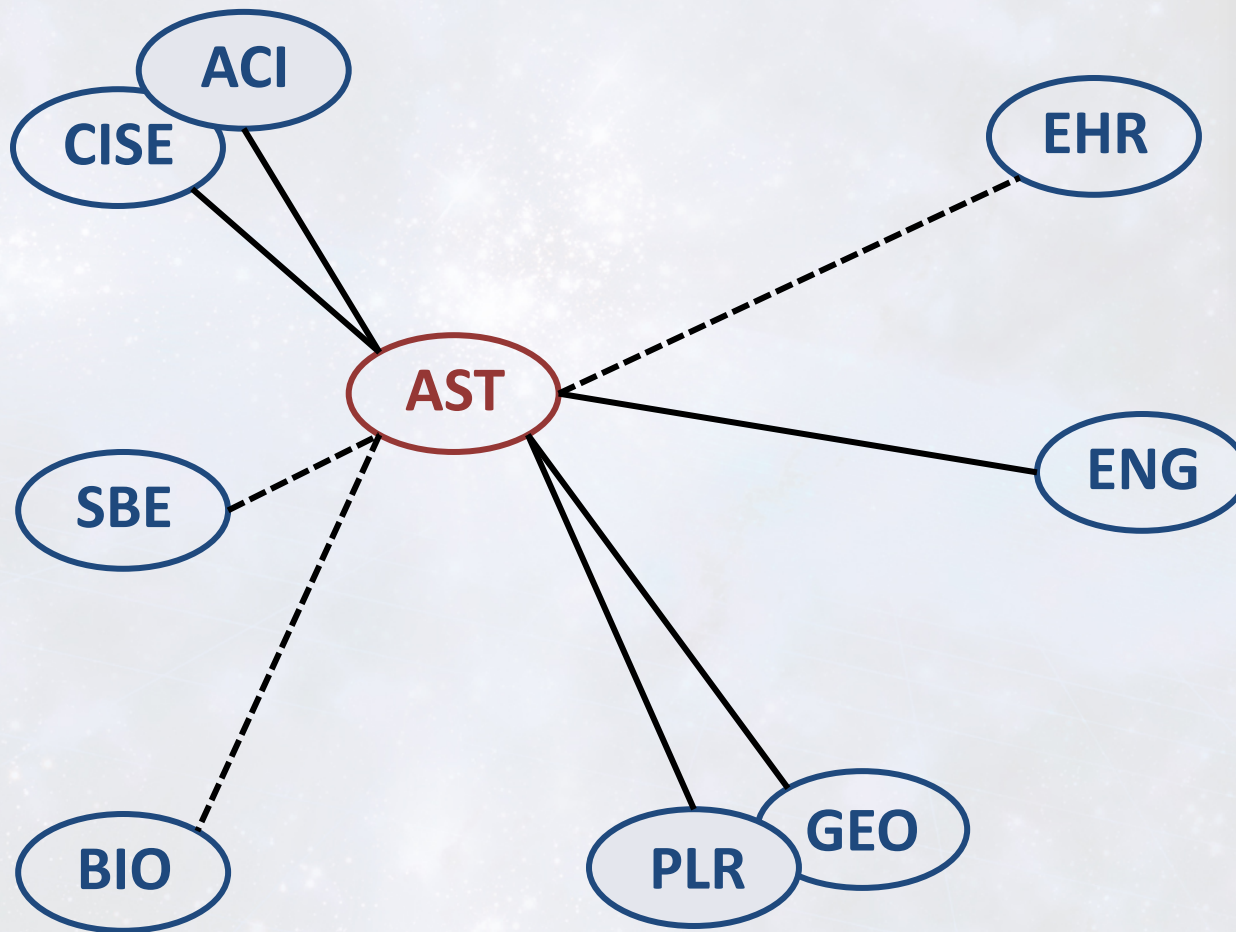 ACI
CISE
EHR
AST
ENG
SBE
GEO
PLR
BIO